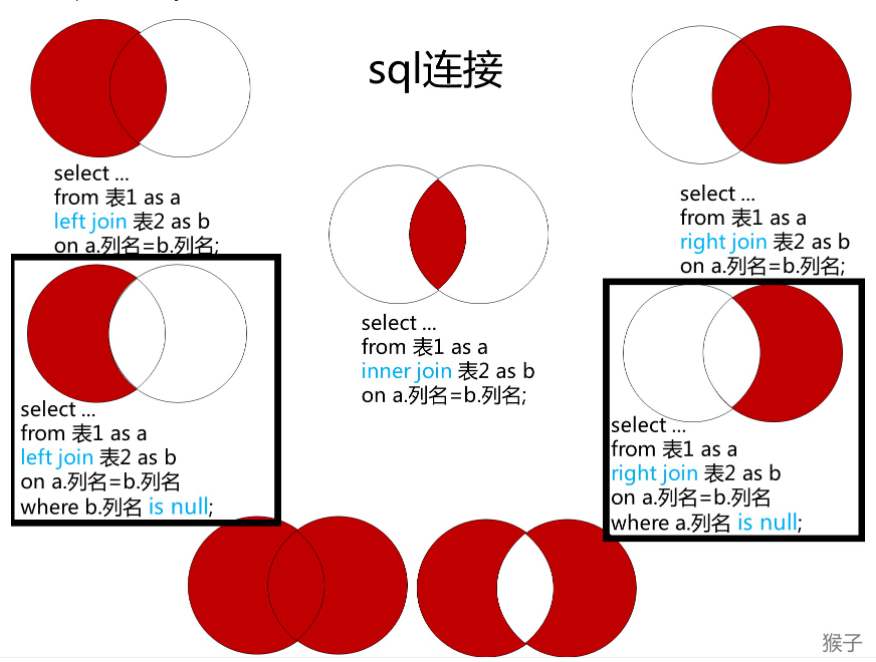 sql连接
select ...
from 表1 as a
left join 表2 as b
on a.列名=b.列名;
select ...
from 表1 as a
right join 表2 as b
on a.列名=b.列名;
select ...
from 表1 as a
inner join 表2 as b
on a.列名=b.列名;
select ...
from 表1 as a
left join 表2 as b
on a.列名=b.列名
where b.列名 is null;
select ...
from 表1 as a
right join 表2 as b
on a.列名=b.列名
where a.列名 is null;
猴子